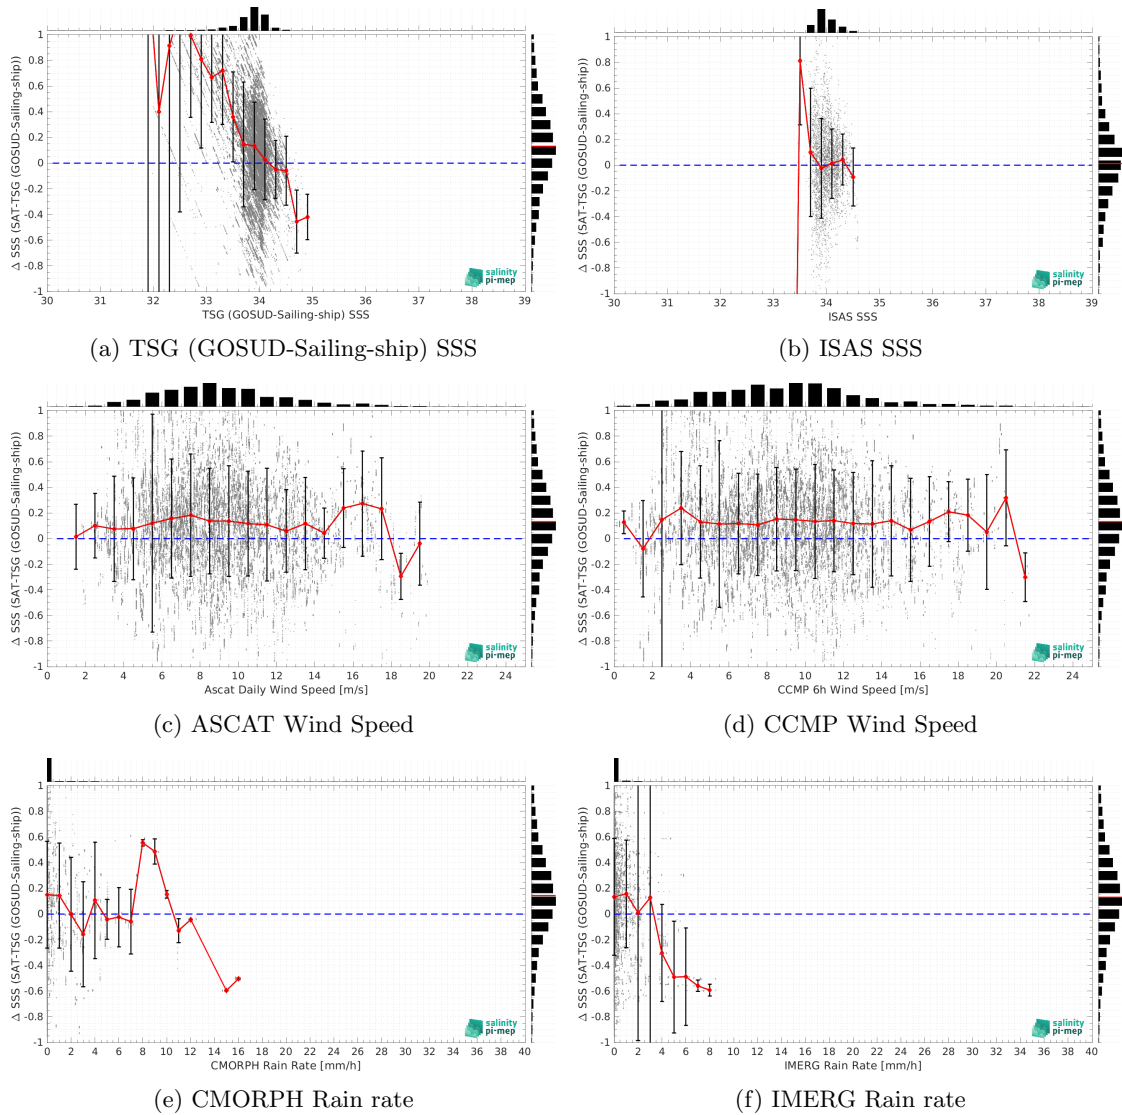 Δ SSS (SAT-TSG (GOSUD-Sailing-ship))
1
0.8
0.6
0.4
0.2
0
-0.2
-0.4
-0.6
-0.8
-1
30 31 32 33 34 35 36 37 38 39
TSG (GOSUD-Sailing-ship) SSS
salinity
pi-mep
(a) TSG (GOSUD-Sailing-ship) SSS
Δ SSS (SAT-TSG (GOSUD-Sailing-ship))
1
0.8
0.6
0.4
0.2
0
-0.2
-0.4
-0.6
-0.8
-1
30 31 32 33 34 35 36 37 38 39
ISAS SSS
salinity
pi-mep
(b) ISAS SSS
Δ SSS (SAT-TSG (GOSUD-Sailing-ship))
1
0.8
0.6
0.4
0.2
0
-0.2
-0.4
-0.6
-0.8
-1
0 2 4 6 8 10 12 14 16 18 20 22 24
Ascat Daily Wind Speed [m/s]
salinity
pi-mep
(c) ASCAT Wind Speed
Δ SSS (SAT-TSG (GOSUD-Sailing-ship))
1
0.8
0.6
0.4
0.2
0
-0.2
-0.4
-0.6
-0.8
-1
0 2 4 6 8 10 12 14 16 18 20 22 24
CCMP 6h Wind Speed [m/s]
salinity
pi-mep
(d) CCMP Wind Speed
Δ SSS (SAT-TSG (GOSUD-Sailing-ship))
1
0.8
0.6
0.4
0.2
0
-0.2
-0.4
-0.6
-0.8
-1
0 2 4 6 8 10 12 14 16 18 20 22 24 26 28 30 32 34 36 38 40
CMORPH Rain Rate [mm/h]
salinity
pi-mep
(e) CMORPH Rain rate
Δ SSS (SAT-TSG (GOSUD-Sailing-ship))
1
0.8
0.6
0.4
0.2
0
-0.2
-0.4
-0.6
-0.8
-1
0 2 4 6 8 10 12 14 16 18 20 22 24 26 28 30 32 34 36 38 40
IMERG Rain Rate [mm/h]
salinity
pi-mep
(f) IMERG Rain rate